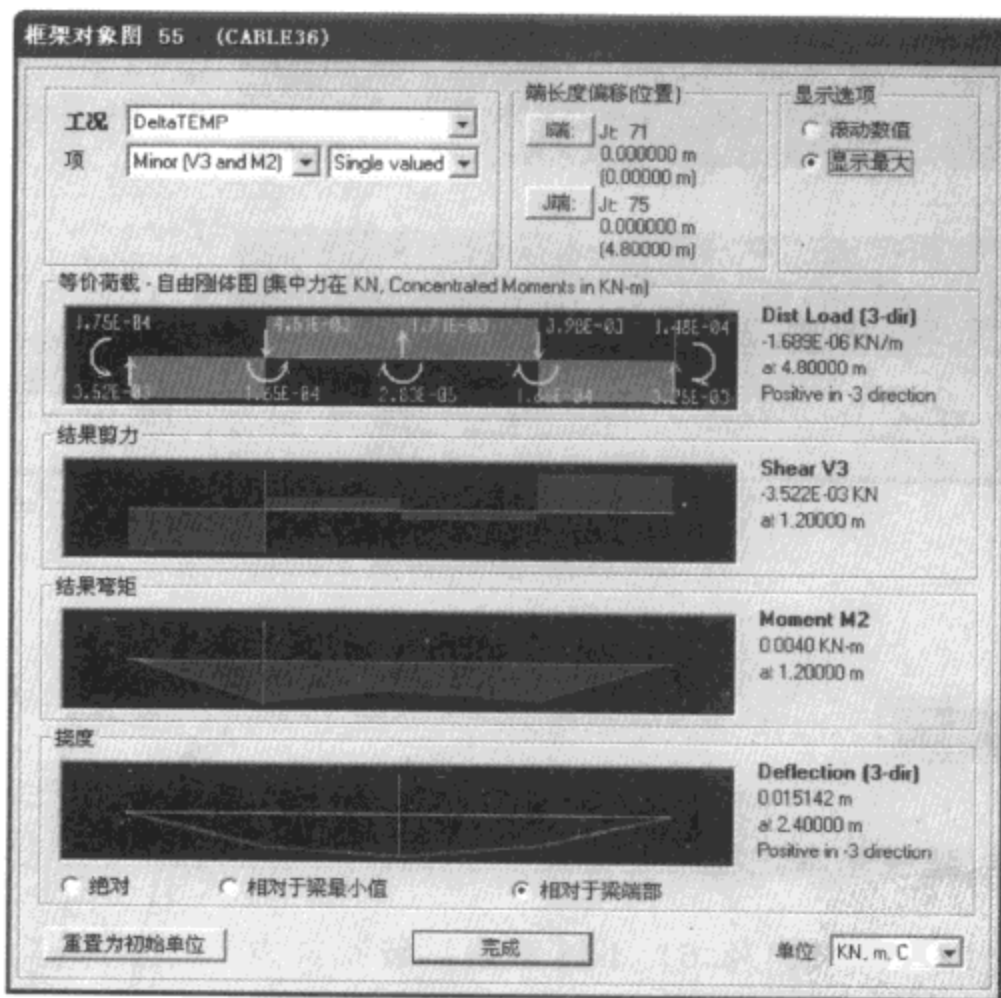 框架对象图 55 (CABLE36)
工况 DeltaTEMP
项 Minor (V3 and M2) Single valued
端长度偏移(位置)
I端: Jt: 71
0.000000 m
(0.00000 m)
J端: Jt: 75
0.000000 m
(4.80000 m)
显示选项
滚动数值
显示最大
等价荷载 - 自由刚体图 (集中力在 KN, Concentrated Moments in KN-m)
1.75E-04 1.71E-03 3.98E-03 1.48E-04
3.52E-03 2.83E-05
Dist Load (3-dir)
-1.689E-06 KN/m
at 4.80000 m
Positive in -3 direction
结果剪力
Shear V3
-3.522E-03 KN
at 1.20000 m
结果弯矩
Moment M2
0.0040 KN-m
at 1.20000 m
挠度
Deflection (3-dir)
0.015142 m
at 2.40000 m
Positive in -3 direction
绝对 相对于梁最小值 相对于梁端部
重置为初始单位 完成 单位 KN, m, C